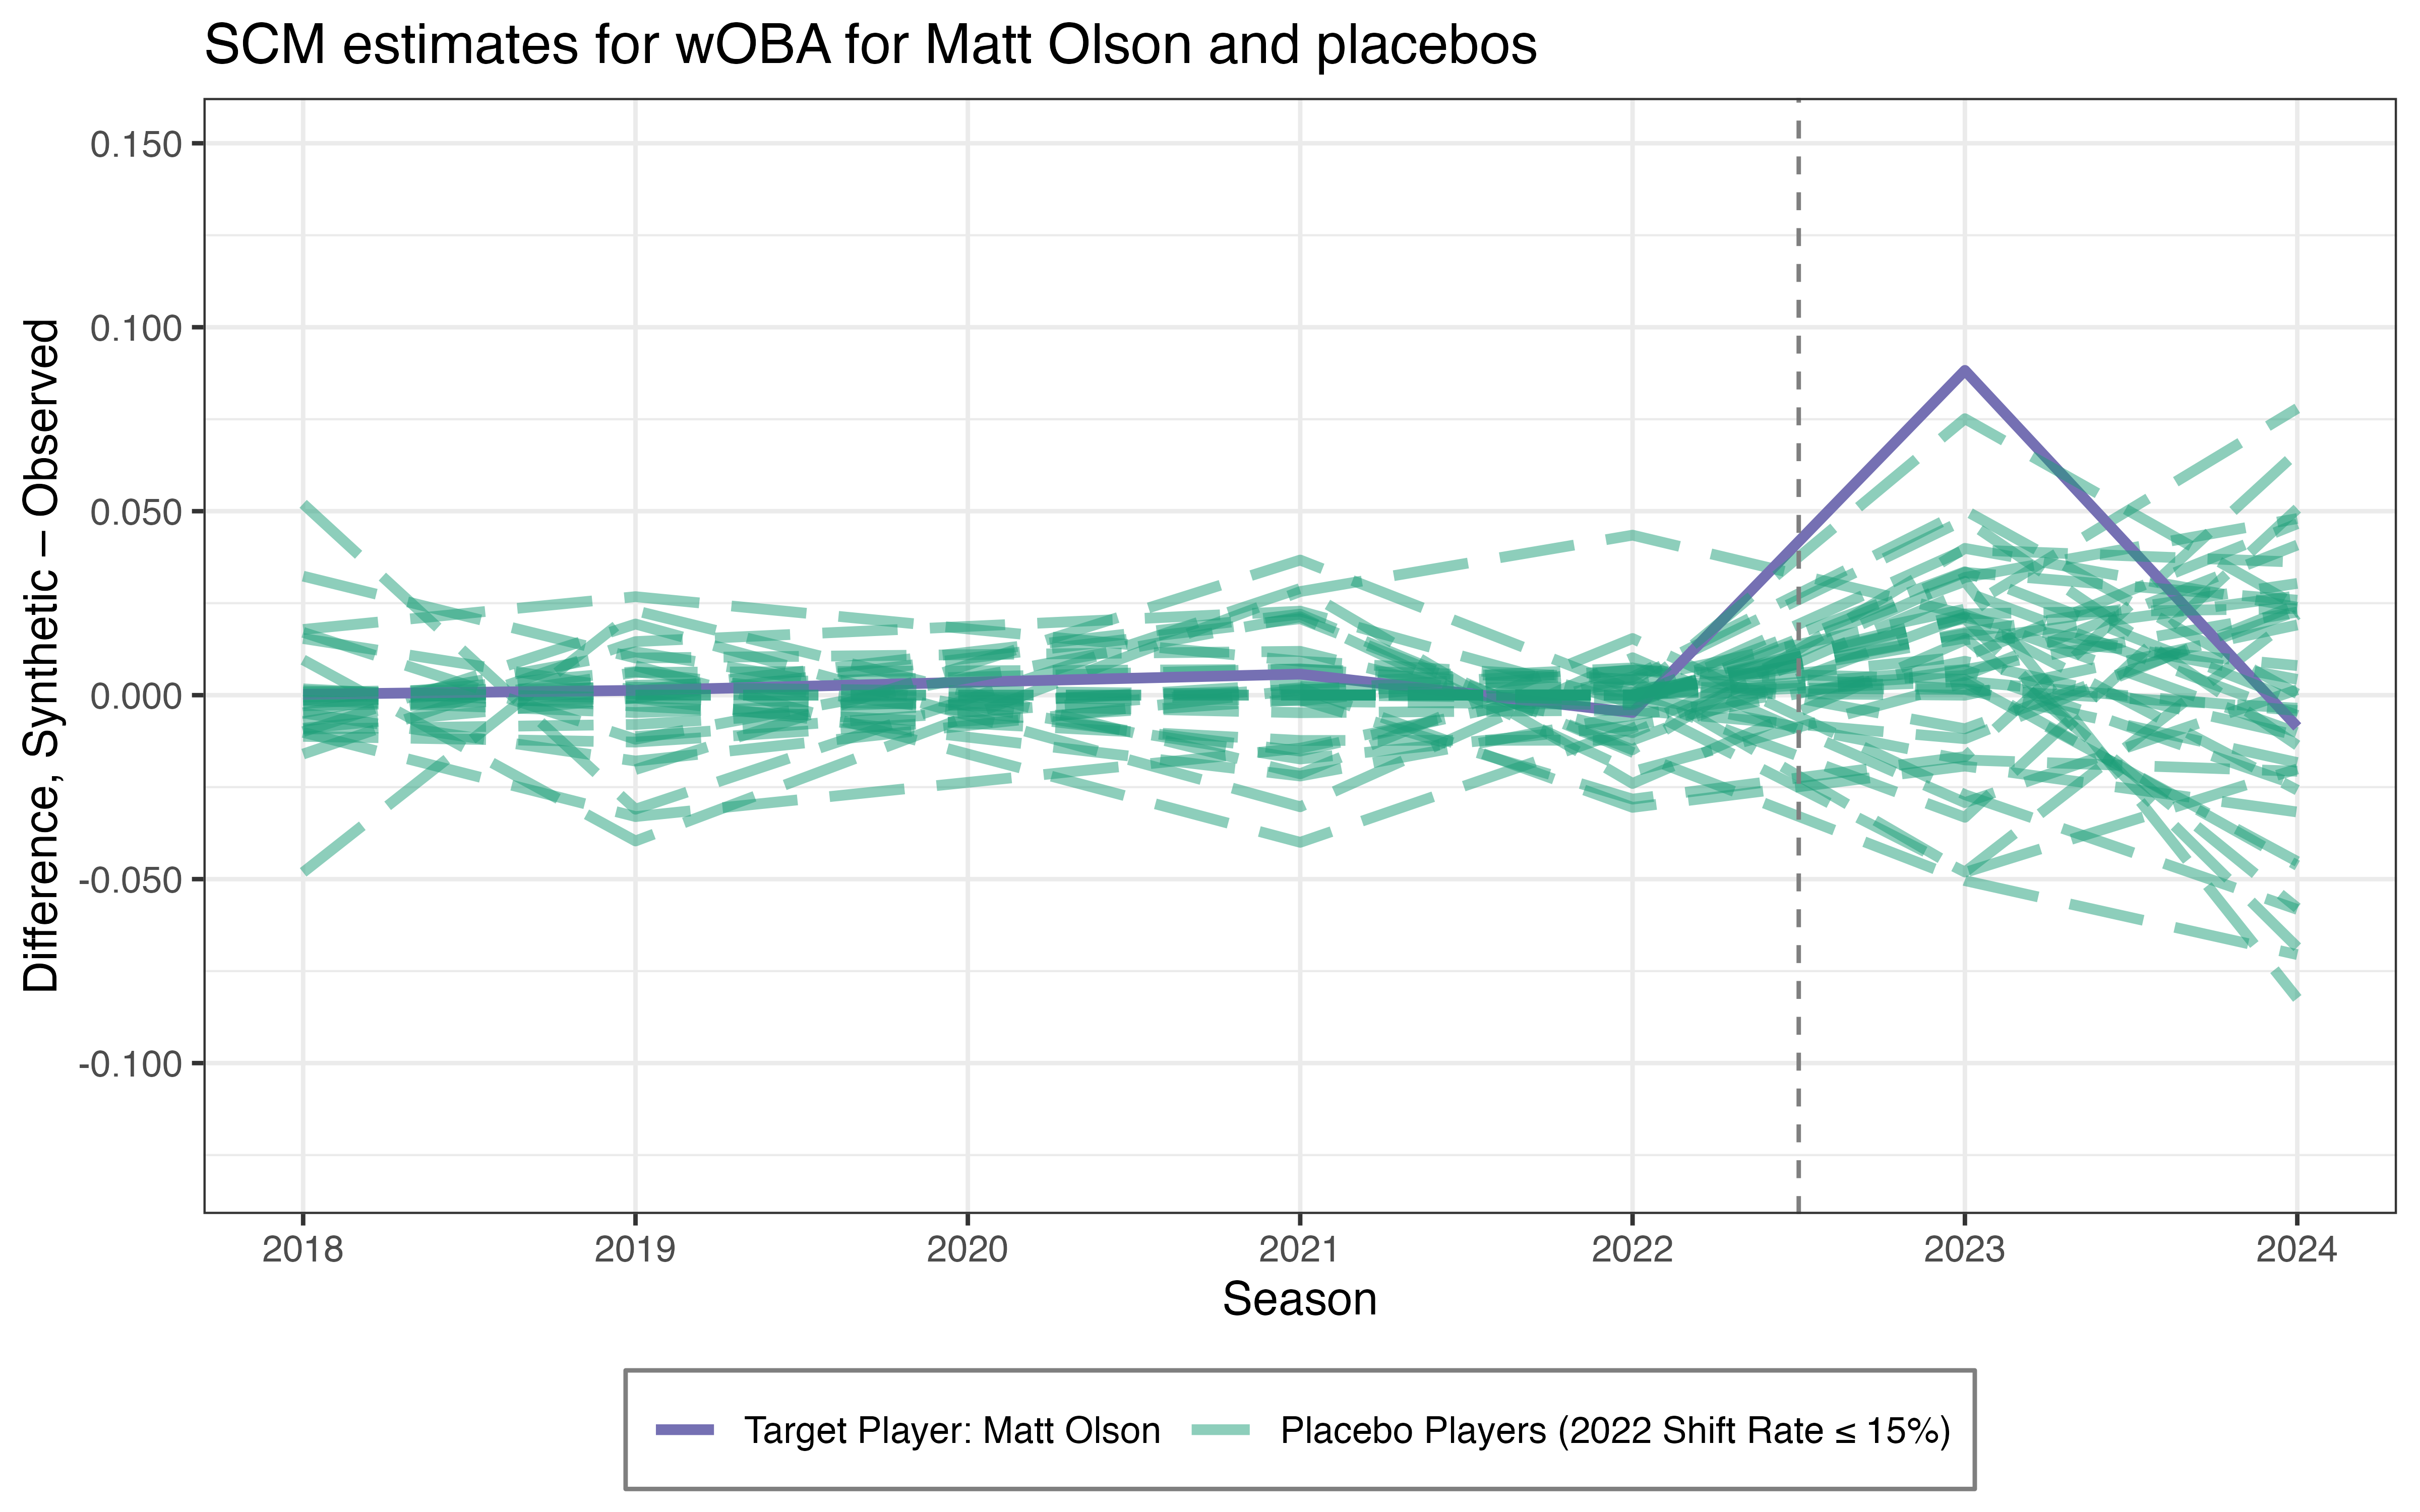 SCM estimates for wOBA for Matt Olson and placebos
Difference, Synthetic − Observed
0.150
0.100
0.050
0.000
-0.050
-0.100
2018 2019 2020 2021 2022 2023 2024
Season
Target Player: Matt Olson Placebo Players (2022 Shift Rate ≤ 15%)